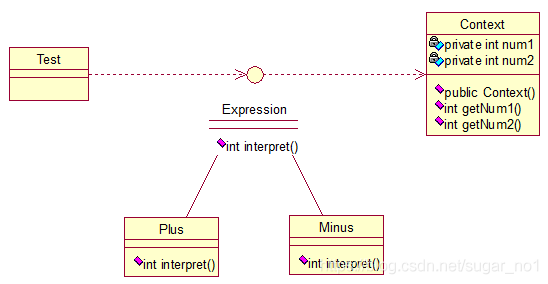 Context
private int num1
private int num2
public Context()
int getNum1()
int getNum2()
Test
Expression
int interpret()
Plus
int interpret()
Minus
int interpret()
csdn.net/sugar_no1